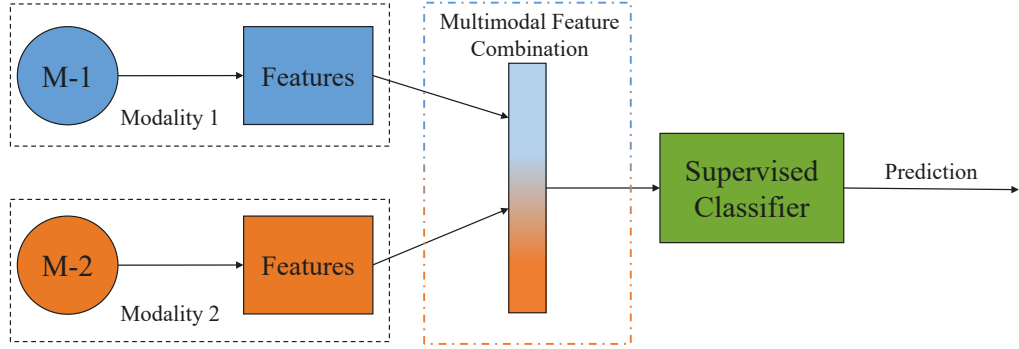 M-1
Features
Modality 1
M-2
Features
Modality 2
Multimodal Feature
Combination
Supervised
Classifier
Prediction